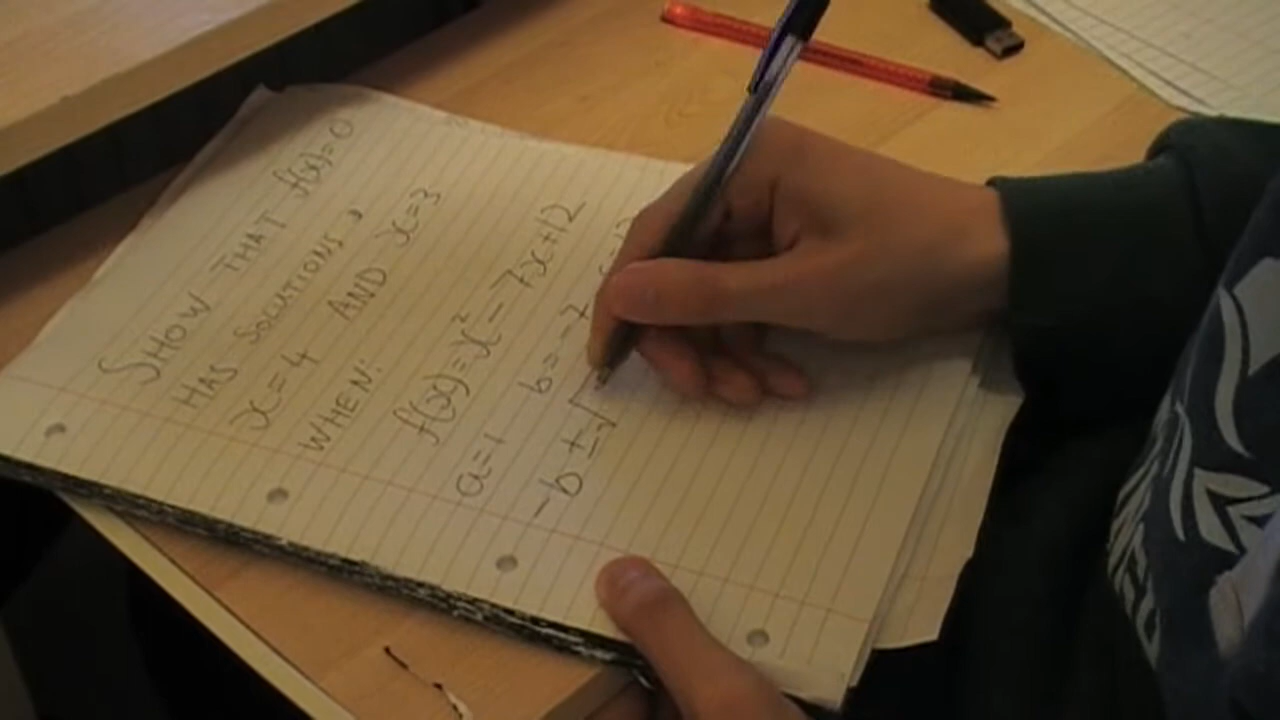 SHOW THAT f(x)=0
HAS SOLUTIONS
x=4 AND x=3
WHEN:
f(x)=x²-7x+12
a=1 b=-7
-b±√